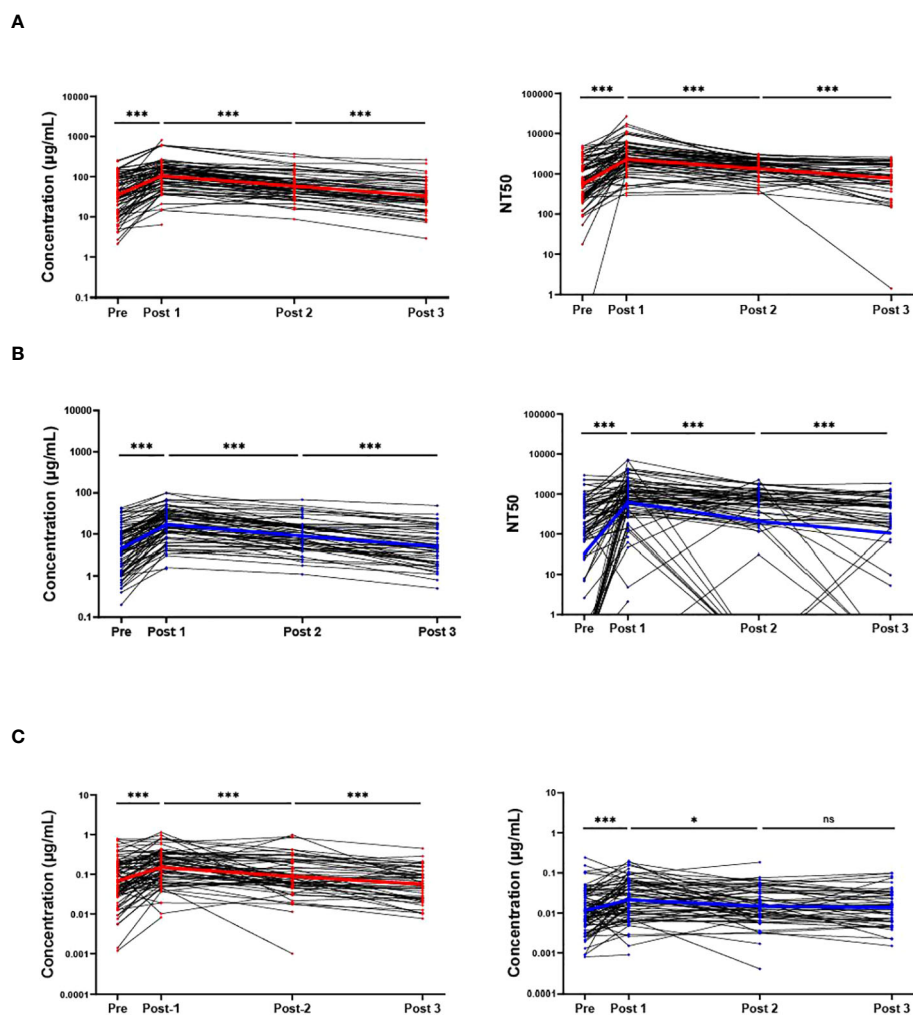 A
Concentration (µg/mL)
10000
1000
100
10
1
0.1
*** *** ***
Pre Post 1 Post 2 Post 3
NT50
100000
10000
1000
100
10
1
*** *** ***
Pre Post 1 Post 2 Post 3
B
Concentration (µg/mL)
10000
1000
100
10
1
0.1
*** *** ***
Pre Post 1 Post 2 Post 3
NT50
100000
10000
1000
100
10
1
*** *** ***
Pre Post 1 Post 2 Post 3
C
Concentration (µg/mL)
10
1
0.1
0.01
0.001
0.0001
*** *** ***
Pre Post-1 Post-2 Post 3
Concentration (µg/mL)
10
1
0.1
0.01
0.001
0.0001
*** * ns
Pre Post 1 Post 2 Post 3